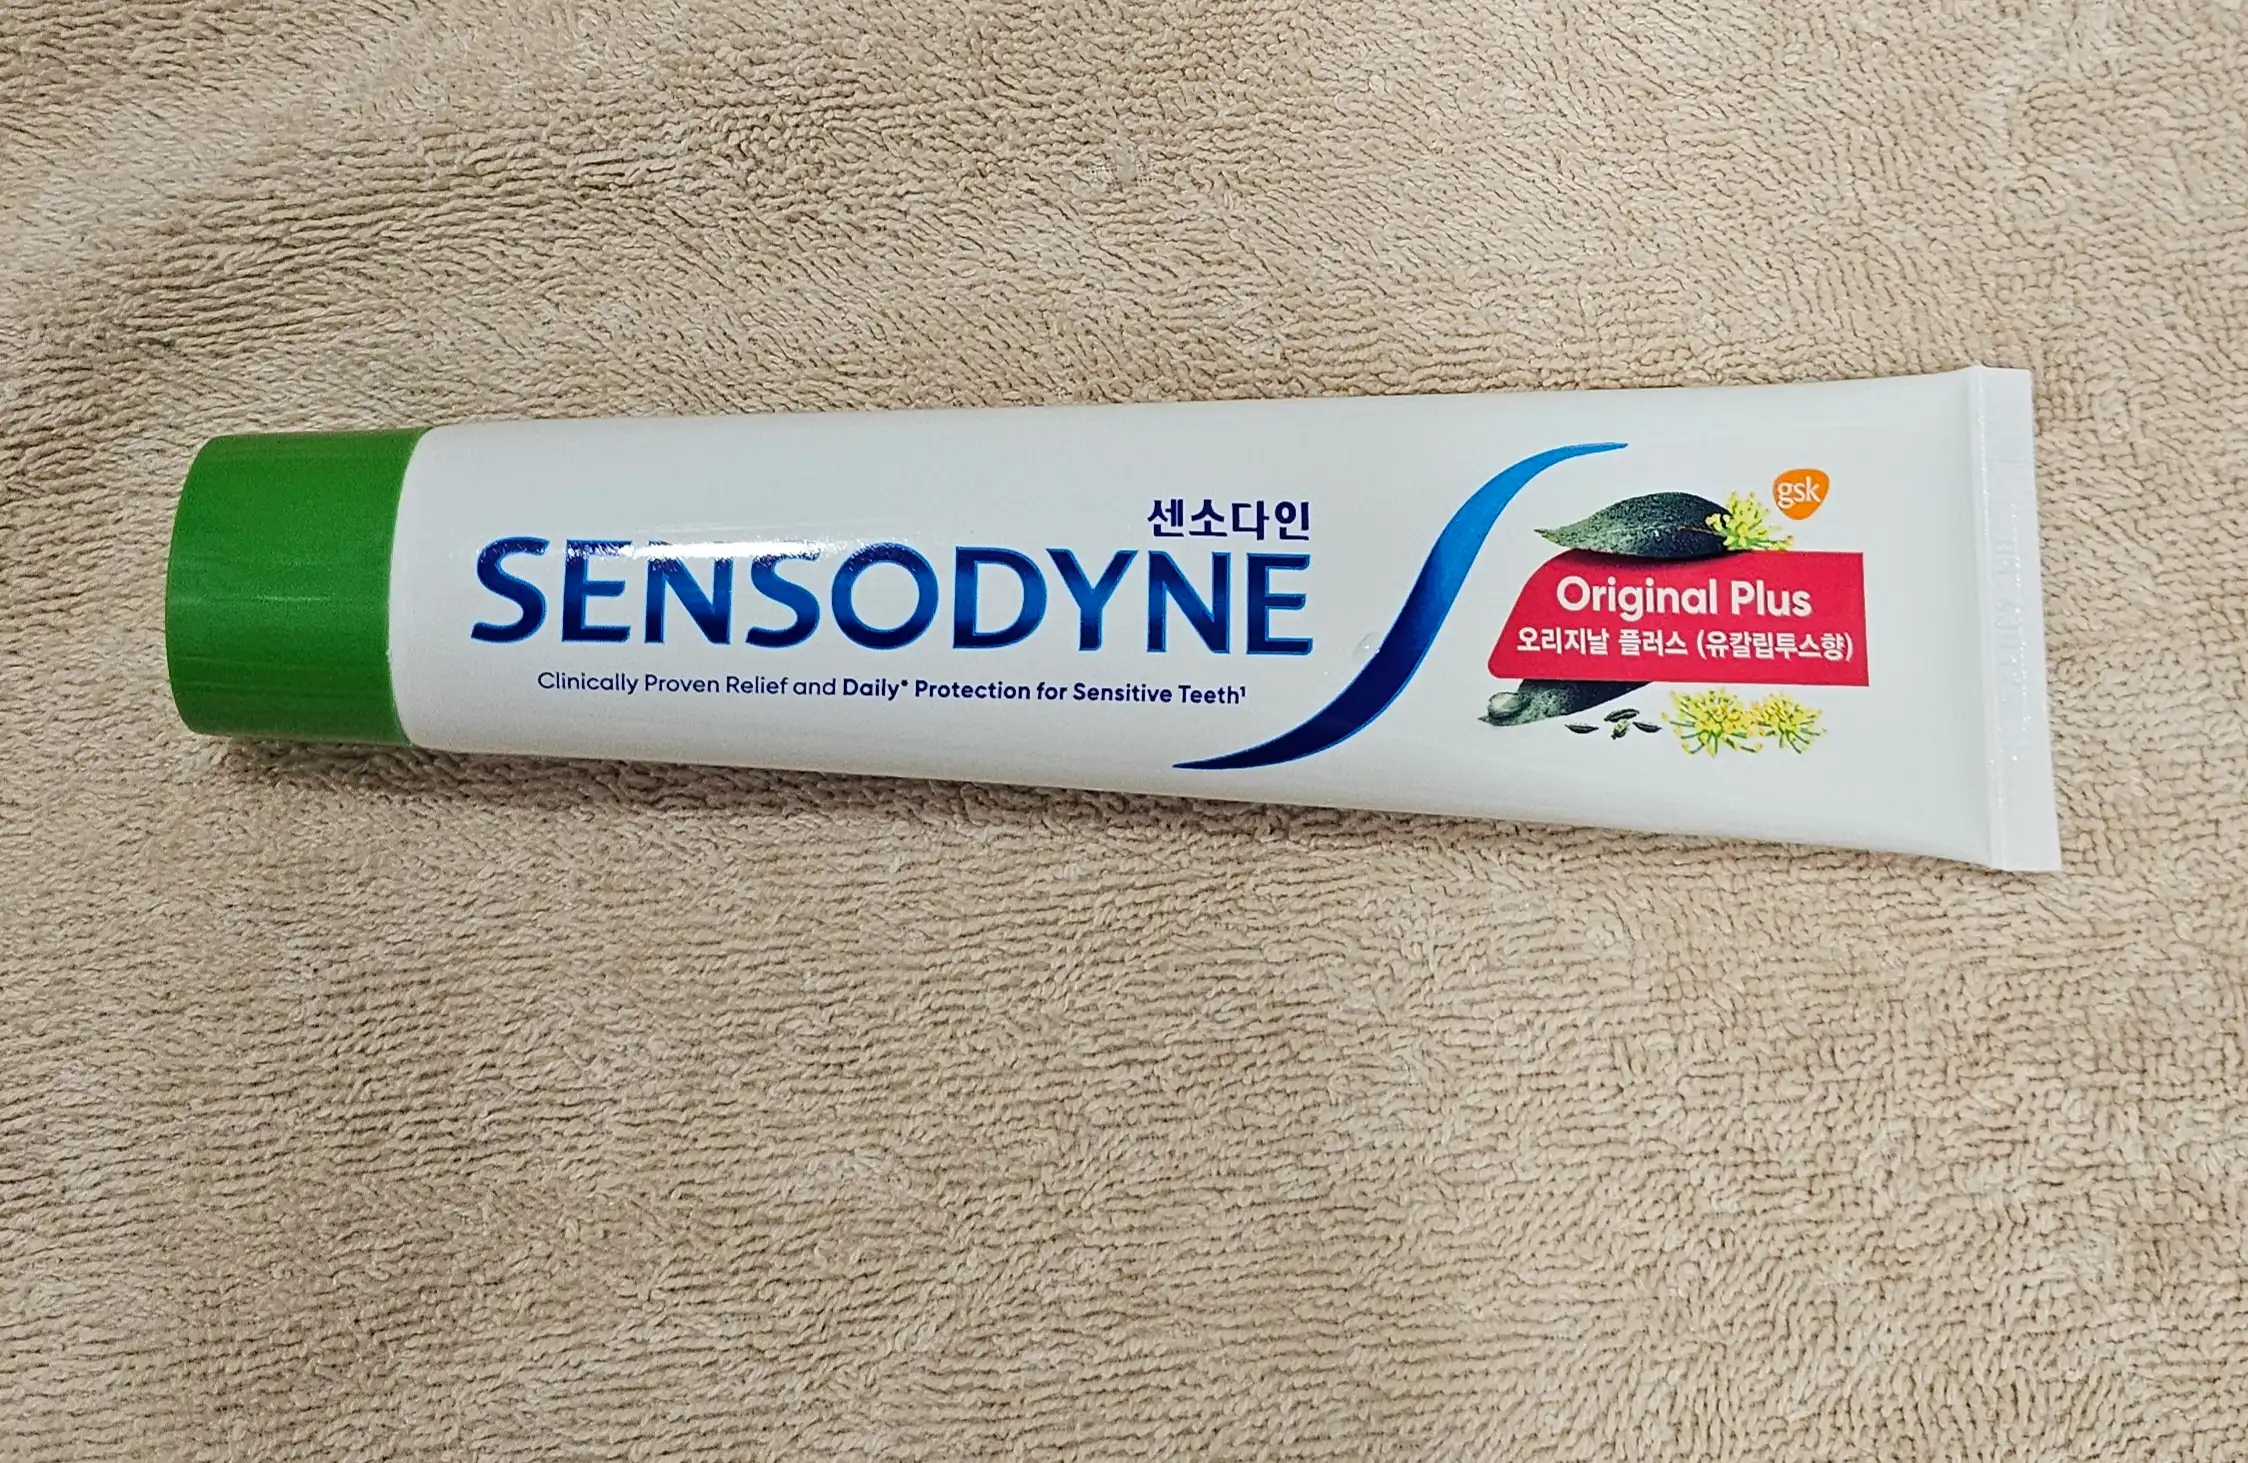 센소다인
SENSODYNE
Clinically Proven Relief and Daily* Protection for Sensitive Teeth¹
gsk
Original Plus
오리지날 플러스 (유칼립투스향)